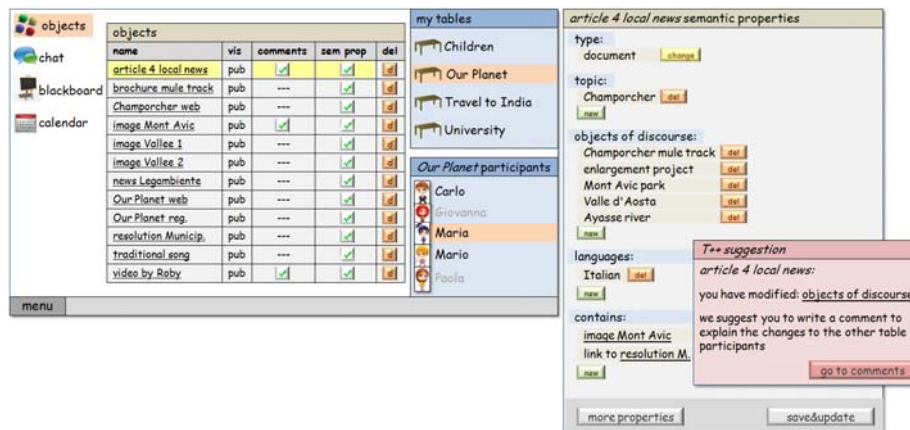 objects
chat
blackboard
calendar
objects
name vis comments sem prop del
article 4 local news pub d
brochure mule track pub --- d
Champorcher web pub --- d
image Mont Avic pub d
image Vallee 1 pub --- d
image Vallee 2 pub --- d
news Legambiente pub --- d
Our Planet web pub --- d
Our Planet reg. pub --- d
resolution Municip. pub --- d
traditional song pub --- d
video by Roby pub d
menu
my tables
Children
Our Planet
Travel to India
University
Our Planet participants
Carlo
Giovanna
Maria
Mario
Paola
article 4 local news semantic properties
type:
document change
topic:
Champorcher del
new
objects of discourse:
Champorcher mule track del
enlargement project del
Mont Avic park del
Valle d'Aosta del
Ayasse river del
new
languages:
Italian del
new
contains:
image Mont Avic
link to resolution M.
new
more properties save&update
T++ suggestion
article 4 local news:
you have modified: objects of discourse
we suggest you to write a comment to
explain the changes to the other table
participants
go to comments